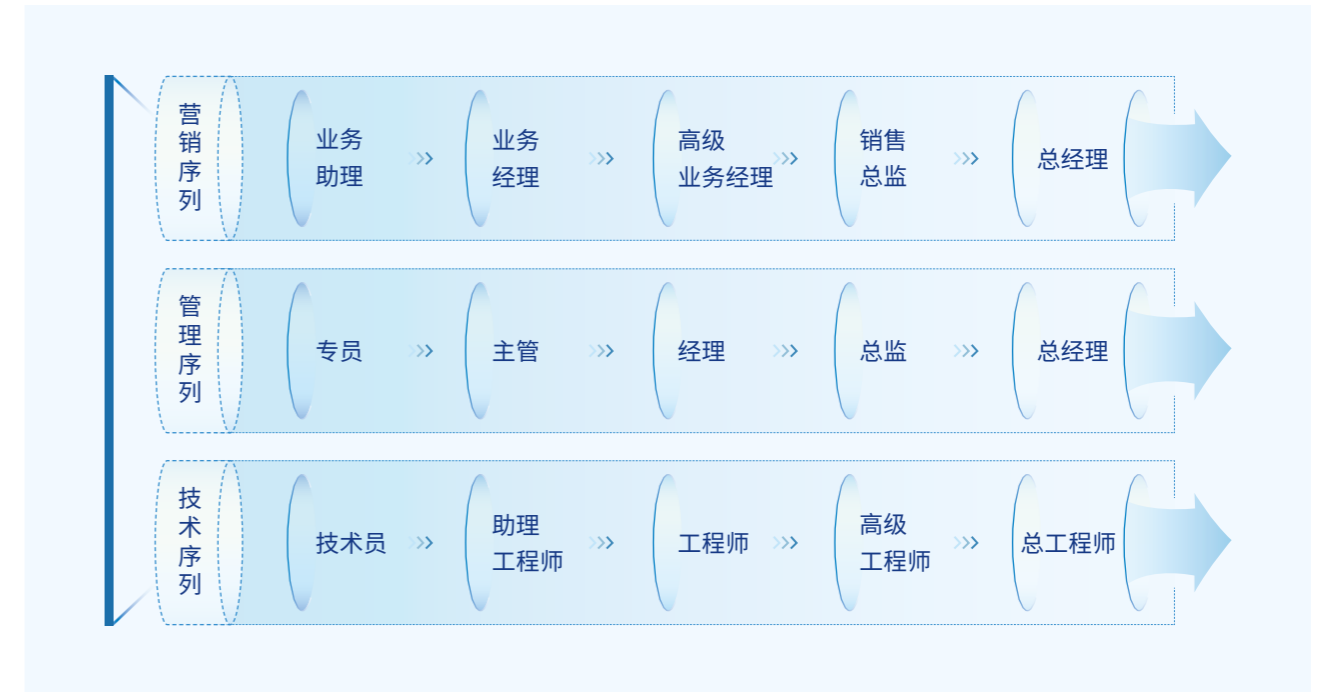 营销序列
业务
助理
业务
经理
高级
业务经理
销售
总监
总经理
管理序列
专员
主管
经理
总监
总经理
技术序列
技术员
助理
工程师
工程师
高级
工程师
总工程师